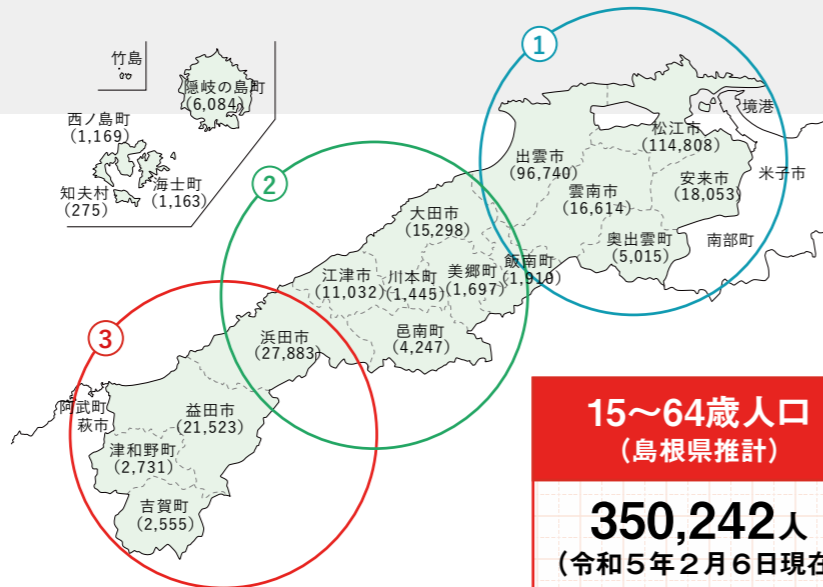 竹島
隠岐の島町
(6,084)
西ノ島町
(1,169)
海士町
(1,163)
知夫村
(275)
①
境港
松江市
(114,808)
出雲市
(96,740)
安来市
(18,053)
米子市
雲南市
(16,614)
奥出雲町
(5,015)
南部町
②
大田市
(15,298)
飯南町
(1,910)
美郷町
(1,697)
川本町
(1,445)
江津市
(11,032)
邑南町
(4,247)
③
浜田市
(27,883)
阿武町
萩市
益田市
(21,523)
津和野町
(2,731)
吉賀町
(2,555)
15〜64歳人口
(島根県推計)
350,242人
(令和5年2月6日現在